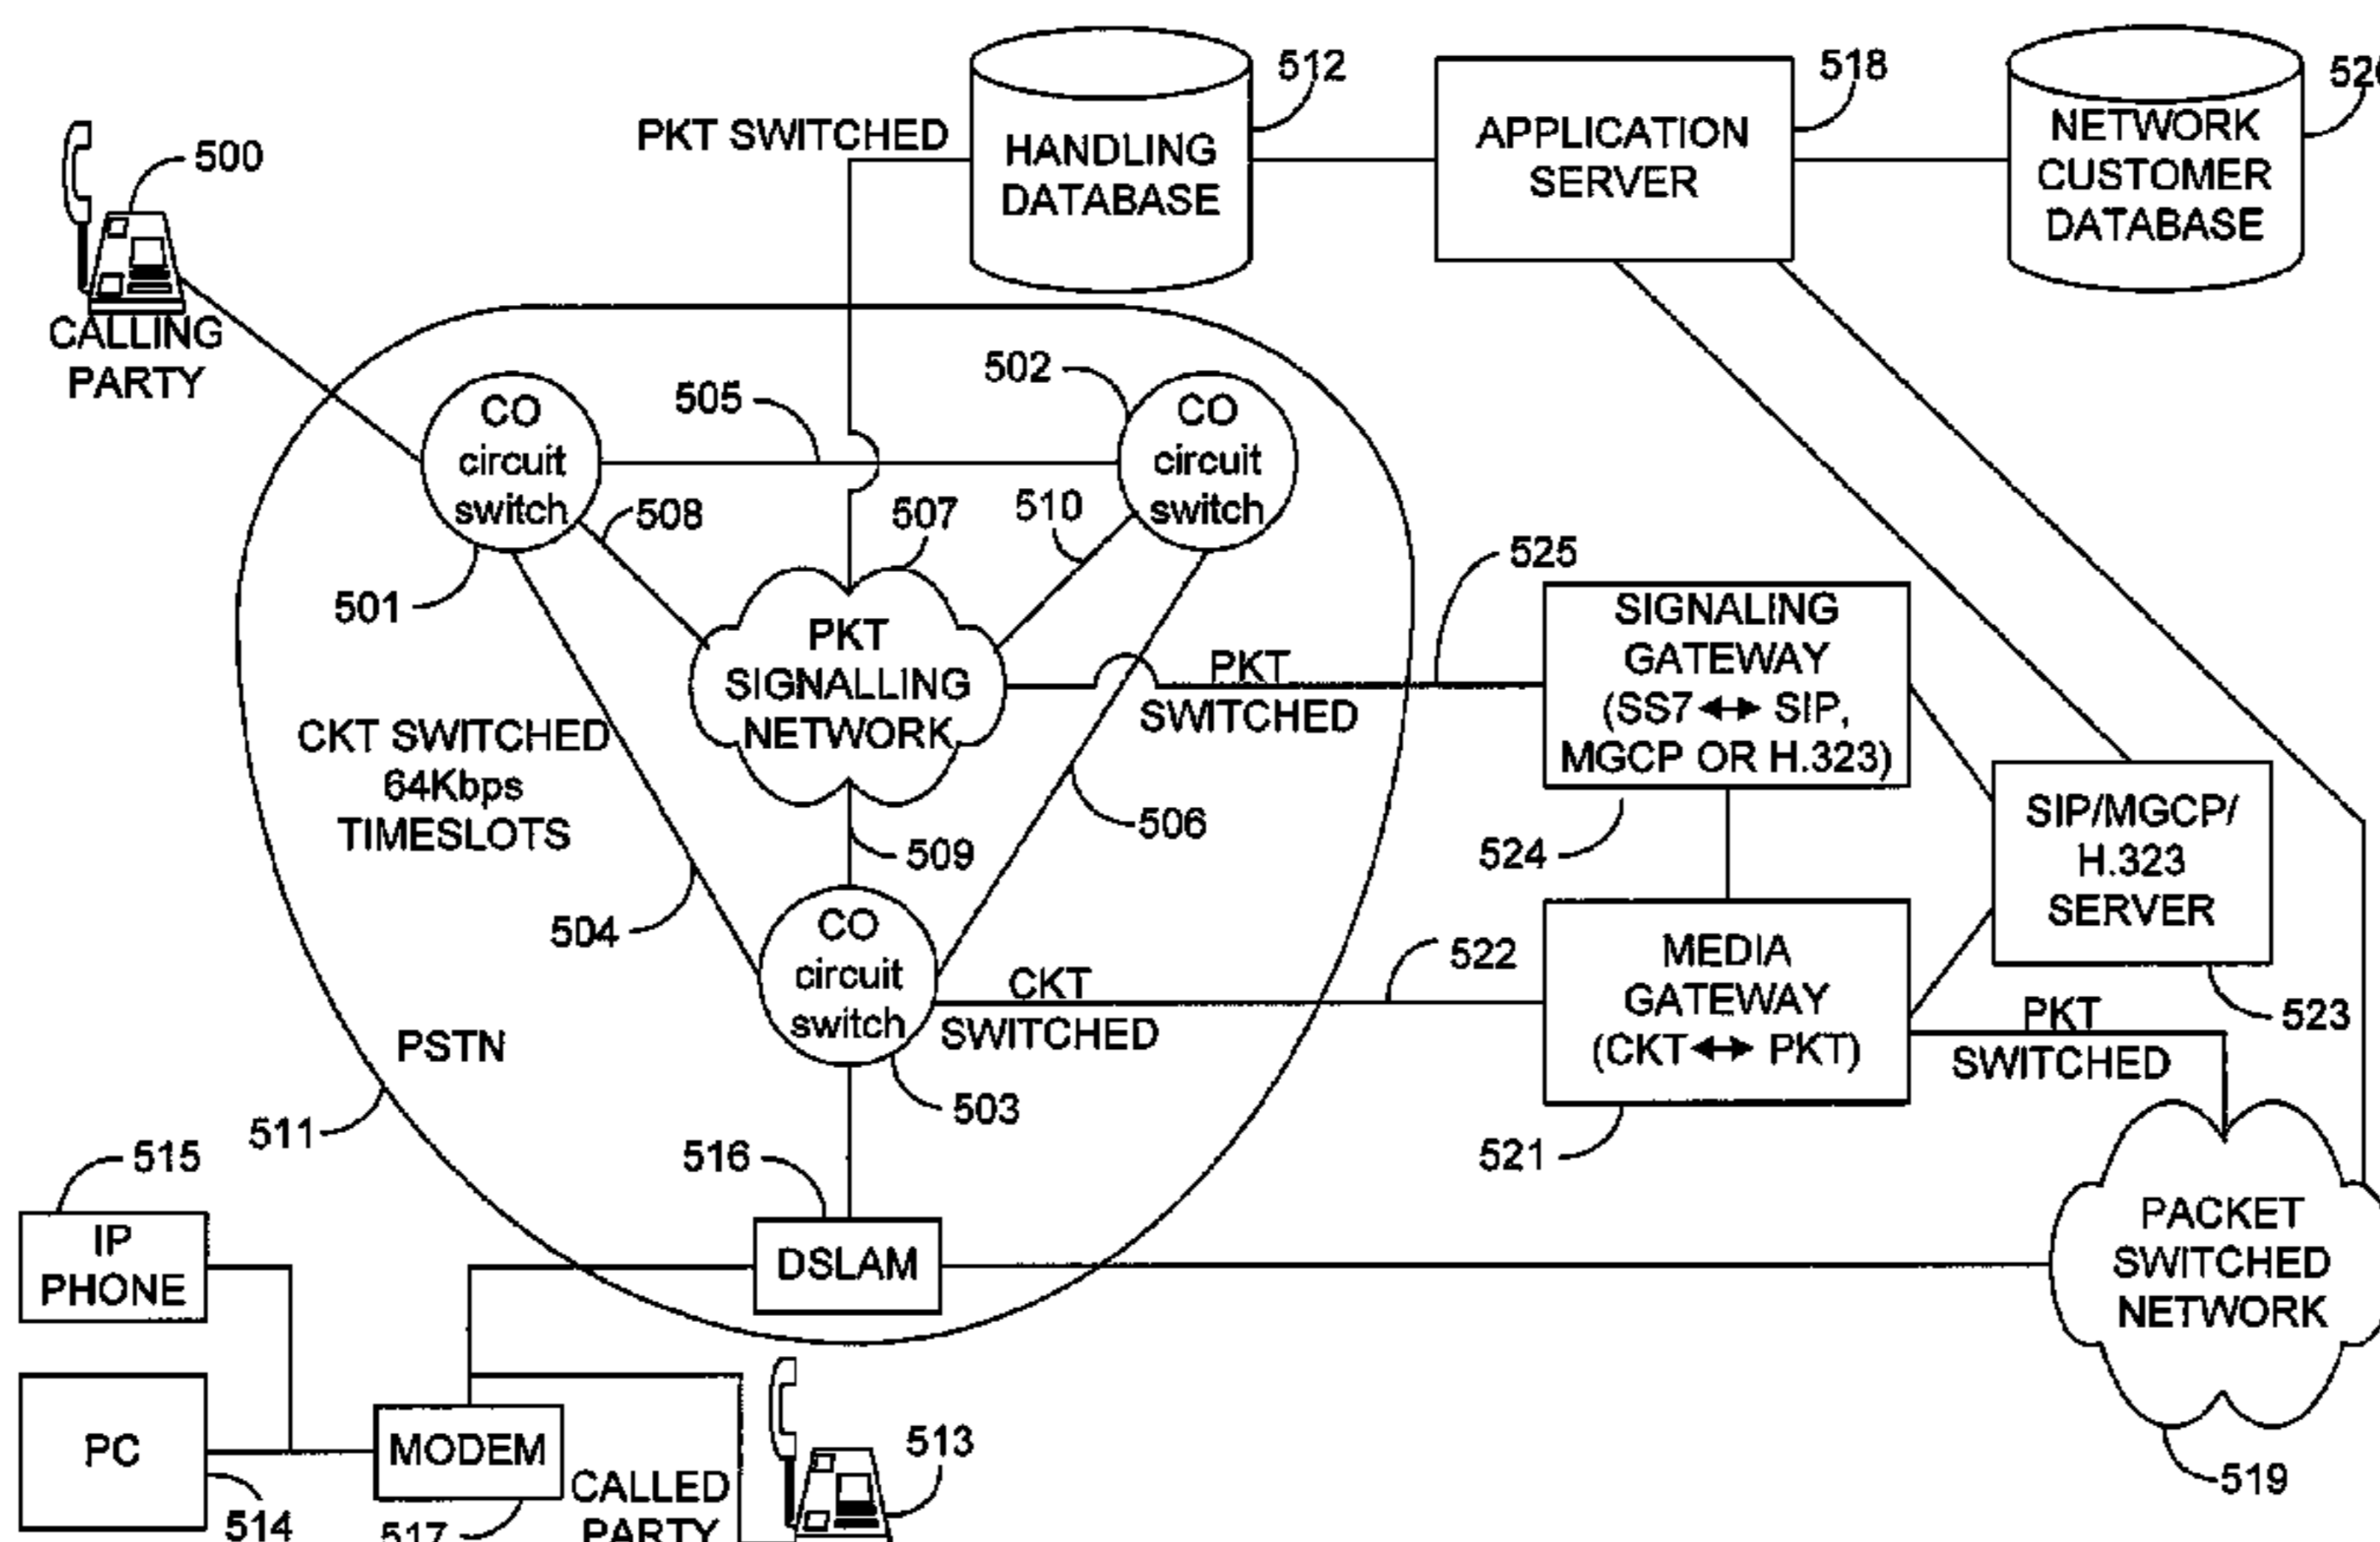 512
518
PKT SWITCHED
HANDLING
DATABASE
APPLICATION
SERVER
NETWORK
CUSTOMER
DATABASE
500
CALLING
PARTY
502
505
CO
circuit
switch
CO
circuit
switch
508
510
507
501
525
PKT
SIGNALLING
NETWORK
PKT
SWITCHED
SIGNALING
GATEWAY
(SS7 ↔ SIP,
MGCP OR H.323)
CKT SWITCHED
64Kbps
TIMESLOTS
506
509
524
SIP/MGCP/
H.323
SERVER
504
CO
circuit
switch
522
CKT
SWITCHED
MEDIA
GATEWAY
(CKT ↔ PKT)
523
PKT
SWITCHED
PSTN
503
511
516
521
515
IP
PHONE
DSLAM
PACKET
SWITCHED
NETWORK
PC
MODEM
513
519
514
517
CALLED
PARTY